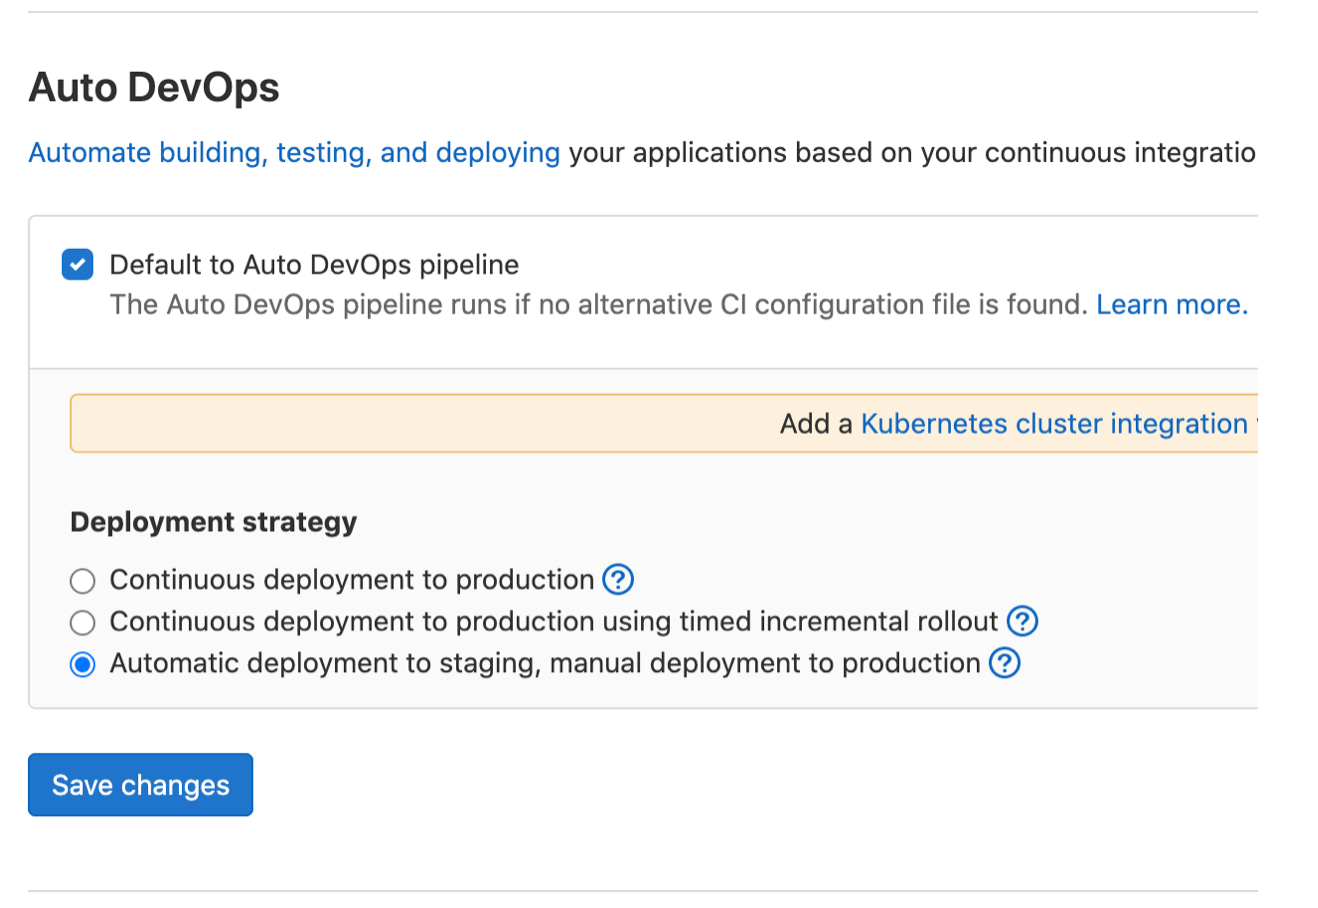 Auto DevOps
Automate building, testing, and deploying your applications based on your continuous integratio
Default to Auto DevOps pipeline
The Auto DevOps pipeline runs if no alternative CI configuration file is found. Learn more.
Add a Kubernetes cluster integration
Deployment strategy
Continuous deployment to production
Continuous deployment to production using timed incremental rollout
Automatic deployment to staging, manual deployment to production
Save changes